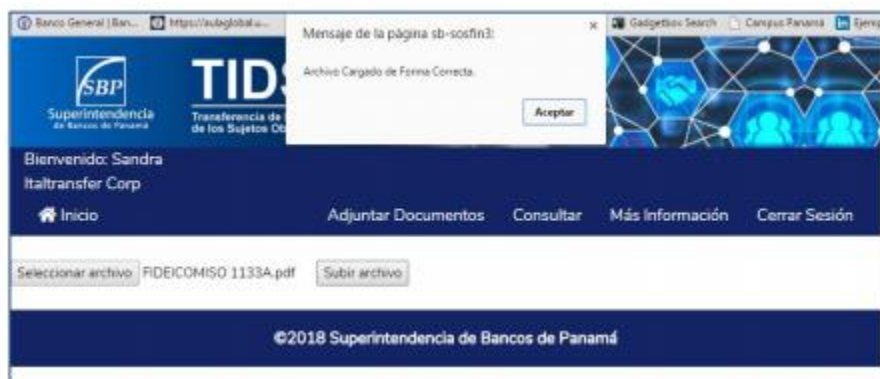 Banco General | Ban...
https://aulaglobal.u...
Gadgetbox Search
Campus Panamá
Ejemp
Mensaje de la página sb-sosfin3:
×
Archivo Cargado de Forma Correcta.
Aceptar
SBP
Superintendencia
de Bancos de Panamá
TIDS
Transferencia de
de los Sujetos Ob
Bienvenido: Sandra
Italtransfer Corp
Inicio
Adjuntar Documentos
Consultar
Más Información
Cerrar Sesión
Seleccionar archivo
FIDEICOMISO 1133A.pdf
Subir archivo
©2018 Superintendencia de Bancos de Panamá